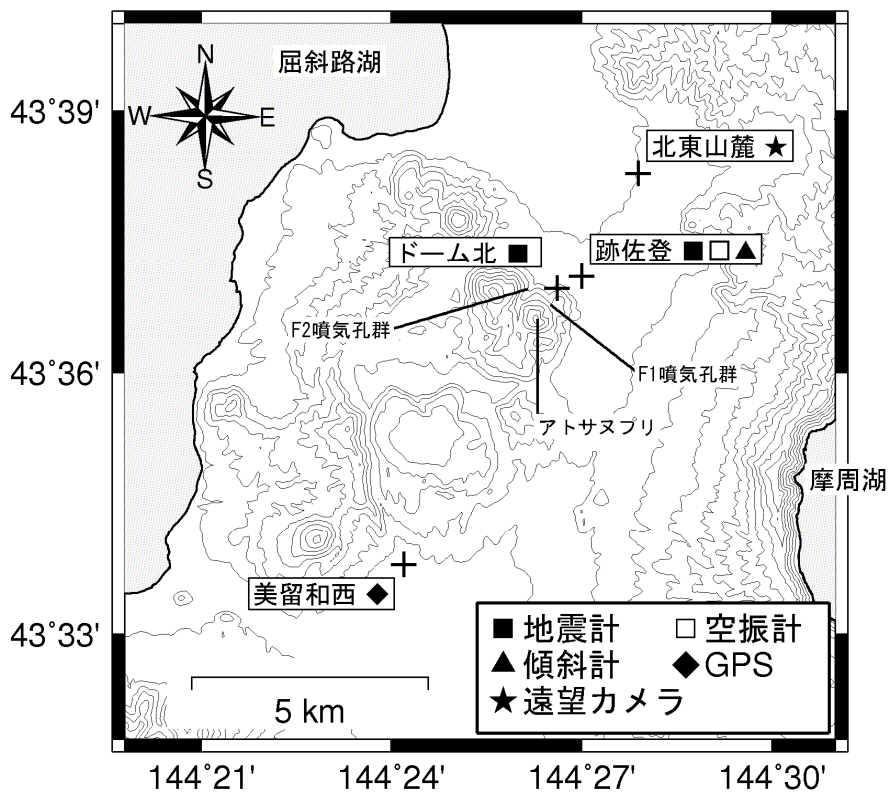 屈斜路湖
N
W
E
S
43˚39'
北東山麓 ★
ドーム北 ■
跡佐登 ■□▲
F2噴気孔群
43˚36'
F1噴気孔群
アトサヌプリ
摩周湖
美留和西 ◆
43˚33'
■ 地震計 □ 空振計
▲ 傾斜計 ◆ GPS
★ 遠望カメラ
5 km
144˚21' 144˚24' 144˚27' 144˚30'